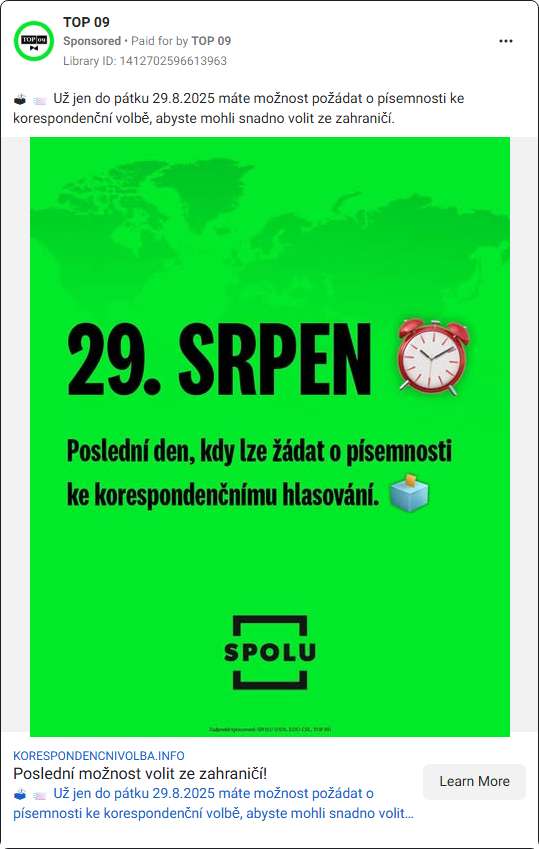 TOP 09
Sponsored • Paid for by TOP 09
Library ID: 1412702596613963
TOP 09
Už jen do pátku 29.8.2025 máte možnost požádat o písemnosti ke
korespondenční volbě, abyste mohli snadno volit ze zahraničí.
29. SRPEN
Poslední den, kdy lze žádat o písemnosti
ke korespondenčnímu hlasování.
SPOLU
KORESPONDENCNIVOLBA.INFO
Poslední možnost volit ze zahraničí!
Learn More
Už jen do pátku 29.8.2025 máte možnost požádat o
písemnosti ke korespondenční volbě, abyste mohli snadno volit…